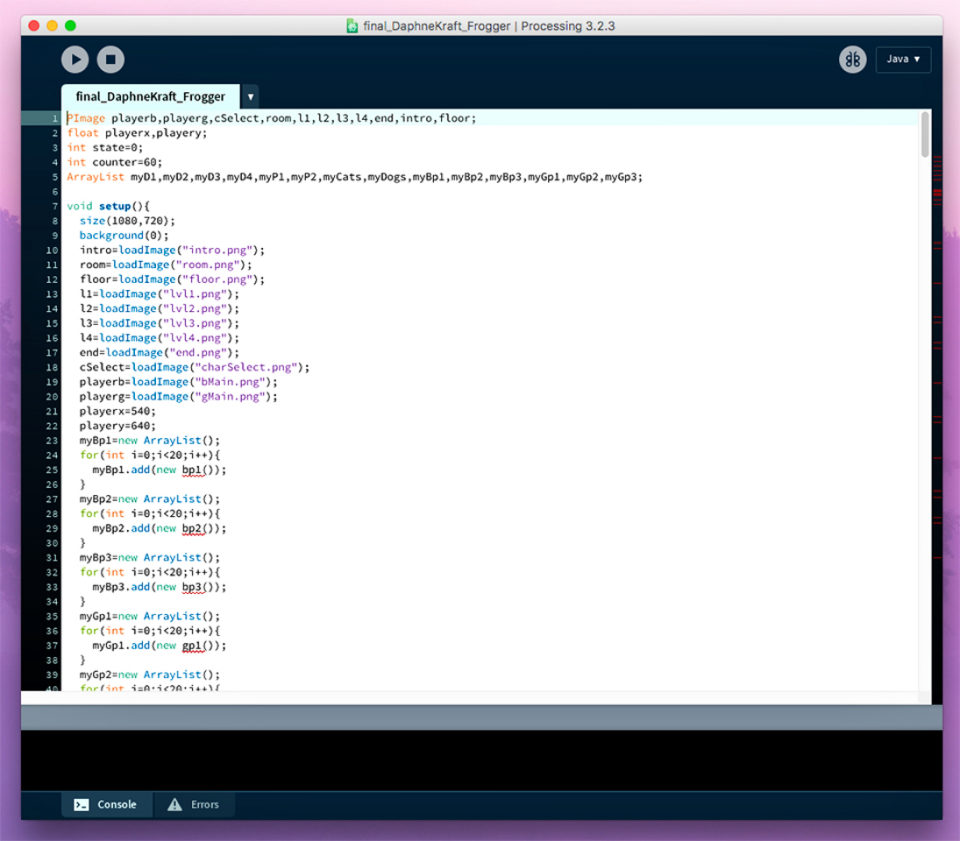 final_DaphneKraft_Frogger | Processing 3.2.3
Java ▼
final_DaphneKraft_Frogger ▼
1 PImage playerb,playerg,cSelect,room,l1,l2,l3,l4,end,intro,floor;
2 float playerx,playery;
3 int state=0;
4 int counter=60;
5 ArrayList myD1,myD2,myD3,myD4,myP1,myP2,myCats,myDogs,myBp1,myBp2,myBp3,myGp1,myGp2,myGp3;
6
7 void setup(){
8 size(1080,720);
9 background(0);
10 intro=loadImage("intro.png");
11 room=loadImage("room.png");
12 floor=loadImage("floor.png");
13 l1=loadImage("lvl1.png");
14 l2=loadImage("lvl2.png");
15 l3=loadImage("lvl3.png");
16 l4=loadImage("lvl4.png");
17 end=loadImage("end.png");
18 cSelect=loadImage("charSelect.png");
19 playerb=loadImage("bMain.png");
20 playerg=loadImage("gMain.png");
21 playerx=540;
22 playery=640;
23 myBp1=new ArrayList();
24 for(int i=0;i<20;i++){
25 myBp1.add(new bp1());
26 }
27 myBp2=new ArrayList();
28 for(int i=0;i<20;i++){
29 myBp2.add(new bp2());
30 }
31 myBp3=new ArrayList();
32 for(int i=0;i<20;i++){
33 myBp3.add(new bp3());
34 }
35 myGp1=new ArrayList();
36 for(int i=0;i<20;i++){
37 myGp1.add(new gp1());
38 }
39 myGp2=new ArrayList();
40 for(int i=0;i<20;i++){
Console
Errors